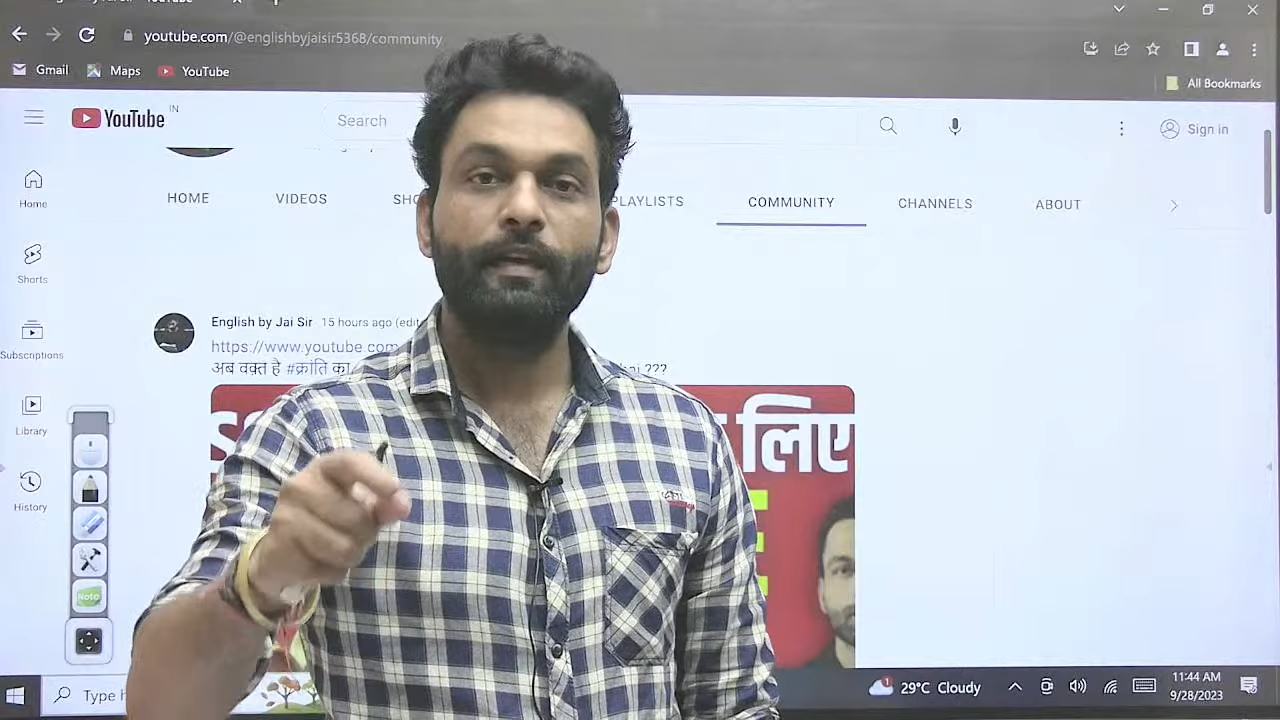 youtube.com/@englishbyjaisir5368/community
Gmail Maps YouTube
All Bookmarks
YouTube IN
Search
Sign in
HOME VIDEOS PLAYLISTS COMMUNITY CHANNELS ABOUT
Home
Shorts
Subscriptions
Library
History
English by Jai Sir 15 hours ago
https://www.youtube.com
अब वक़्त है #क्रांति का
???
लिए
Note
Type
29°C Cloudy
11:44 AM
9/28/2023